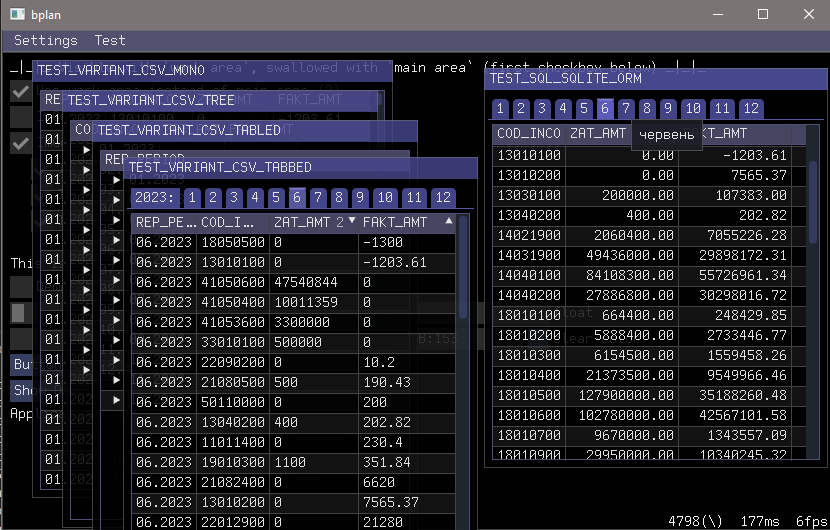 bplan
Settings Test
_|_ area`, swallowed with `main area` (first checkbox below) _|_|_
TEST_VARIANT_CSV_MONO
TEST_VARIANT_CSV_TREE
TEST_VARIANT_CSV_TABLED
REP_PERIOD
TEST_VARIANT_CSV_TABBED
2023: 1 2 3 4 5 6 7 8 9 10 11 12
REP_PE... COD_I... ZAT_AMT 2 FAKT_AMT
06.2023 18050500 0 -1300
06.2023 13010100 0 -1203.61
06.2023 41050600 47540844 0
06.2023 41050400 10011359 0
06.2023 41053600 3300000 0
06.2023 33010100 500000 0
06.2023 22090200 0 10.2
06.2023 21080500 500 190.43
06.2023 50110000 0 200
06.2023 13040200 400 202.82
06.2023 11011400 0 230.4
06.2023 19010300 1100 351.84
06.2023 21082400 0 6620
06.2023 13010200 0 7565.37
06.2023 22012900 0 21280
TEST_SQL_SQLITE_ORM
1 2 3 4 5 6 7 8 9 10 11 12
COD_INCO ZAT_AMT KT_AMT
червень
13010100 0.00 -1203.61
13010200 0.00 7565.37
13030100 200000.00 107383.00
13040200 400.00 202.82
14021900 2060400.00 7055226.28
14031900 49436000.00 29898172.31
14040100 84108300.00 55726961.34
14040200 27886800.00 30298016.72
18010100 664400.00 248429.85
18010200 5888400.00 2733446.77
18010300 6154500.00 1559458.26
18010400 21373500.00 9549966.46
18010500 127900000.00 35188260.48
18010600 102780000.00 42567101.58
18010700 9670000.00 1343557.09
18010900 29950000.00 10340245.32
4798(\) 177ms 6fps